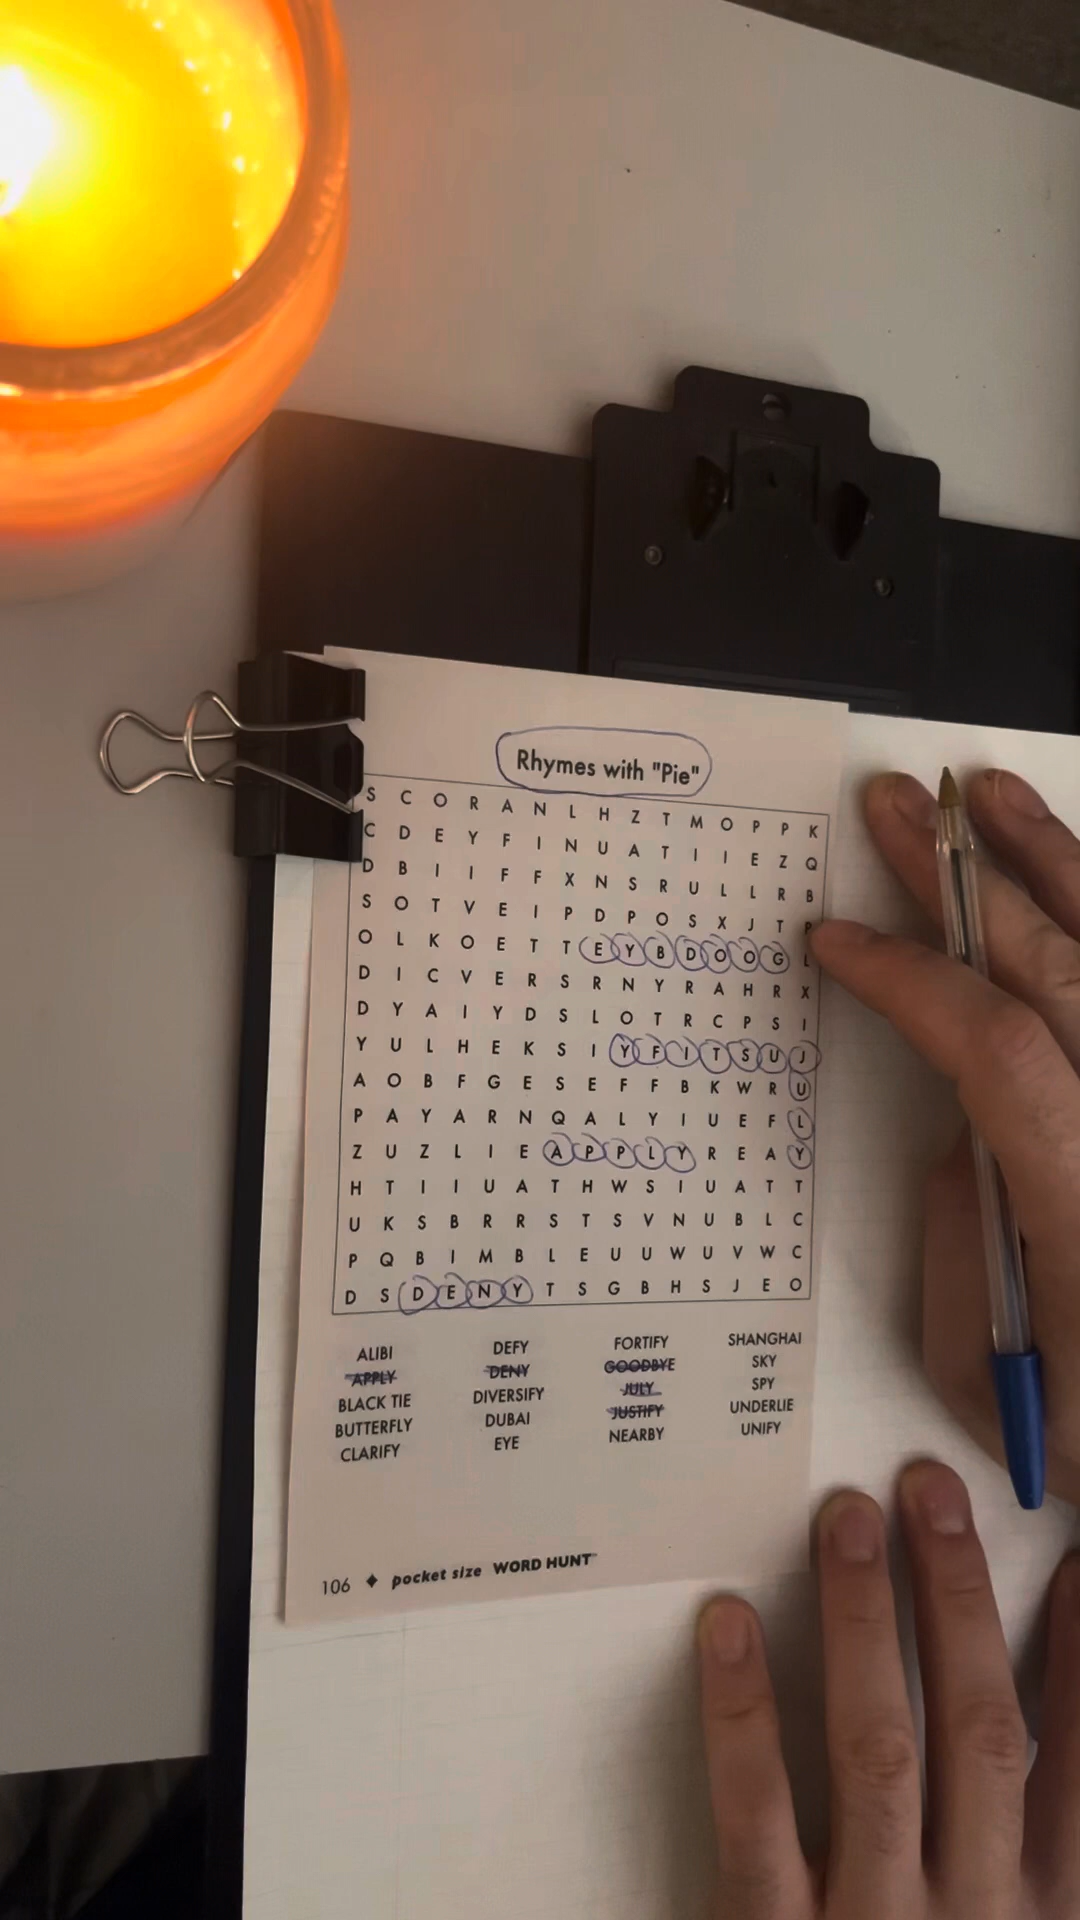 Rhymes with "Pie"
S C O R A N L H Z T M O P P K
C D E Y F I N U A T I I E Z Q
D B I I F F X N S R U L L R B
S O T V E I P D P O S X J T P
O L K O E T T E Y B D O O G L
D I C V E R S R N Y R A H R X
D Y A I Y D S L O T R C P S I
Y U L H E K S I Y F I T S U J
A O B F G E S E F F B K W R U
P A Y A R N Q A L Y I U E F L
Z U Z L I E A P P L Y R E A Y
H T I I U A T H W S I U A T T
U K S B R R S T S V N U B L C
P Q B I M B L E U U W U V W C
D S D E N Y T S G B H S J E O
ALIBI DEFY FORTIFY SHANGHAI
APPLY DENY GOODBYE SKY
BLACK TIE DIVERSIFY JULY SPY
BUTTERFLY DUBAI JUSTIFY UNDERLIE
CLARIFY EYE NEARBY UNIFY
106 ♦ pocket size WORD HUNT™